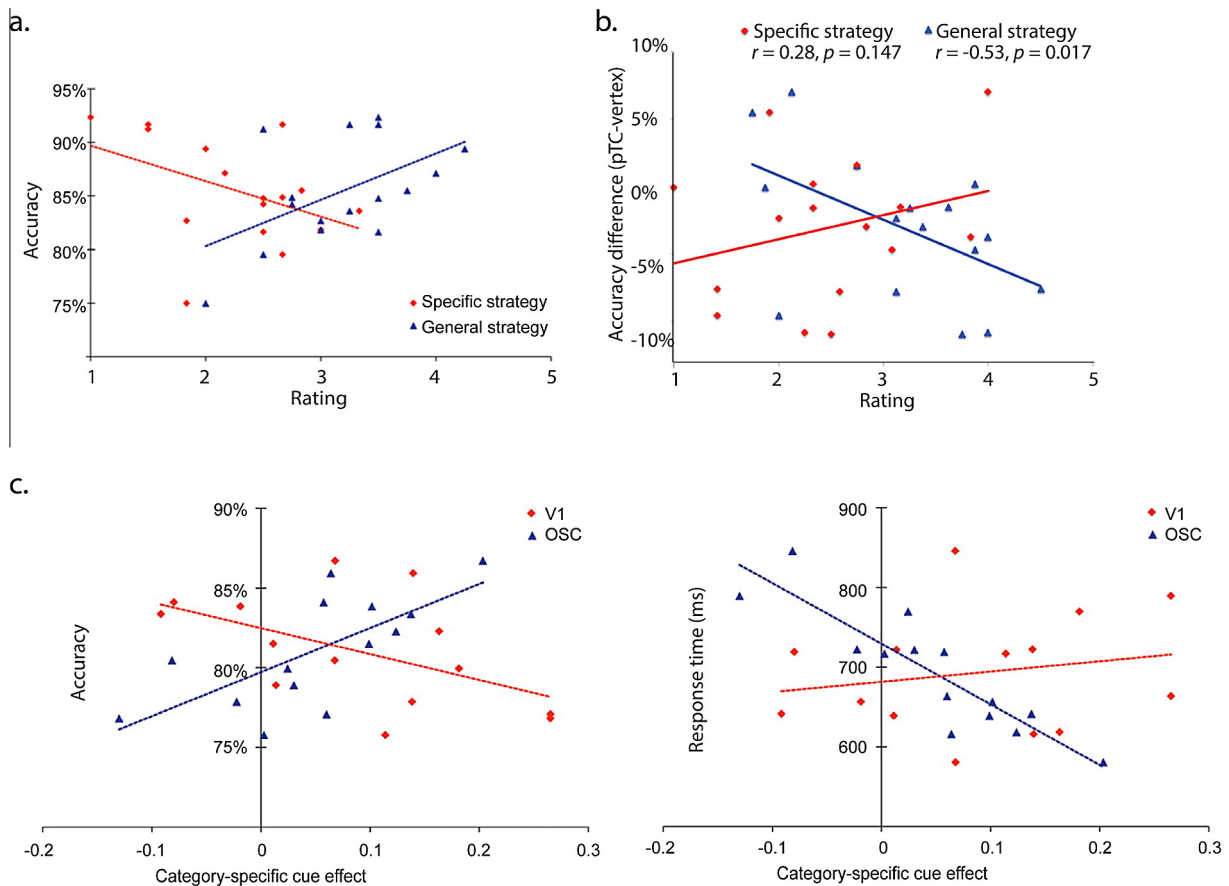 a.
95%
90%
85%
80%
75%
Accuracy
Specific strategy
General strategy
1 2 3 4 5
Rating
b.
Specific strategy General strategy
r = 0.28, p = 0.147 r = -0.53, p = 0.017
10%
5%
0%
-5%
-10%
Accuracy difference (pTC-vertex)
1 2 3 4 5
Rating
c.
90%
85%
80%
75%
Accuracy
V1
OSC
-0.2 -0.1 0 0.1 0.2 0.3
Category-specific cue effect
900
800
700
600
Response time (ms)
V1
OSC
-0.2 -0.1 0 0.1 0.2 0.3
Category-specific cue effect